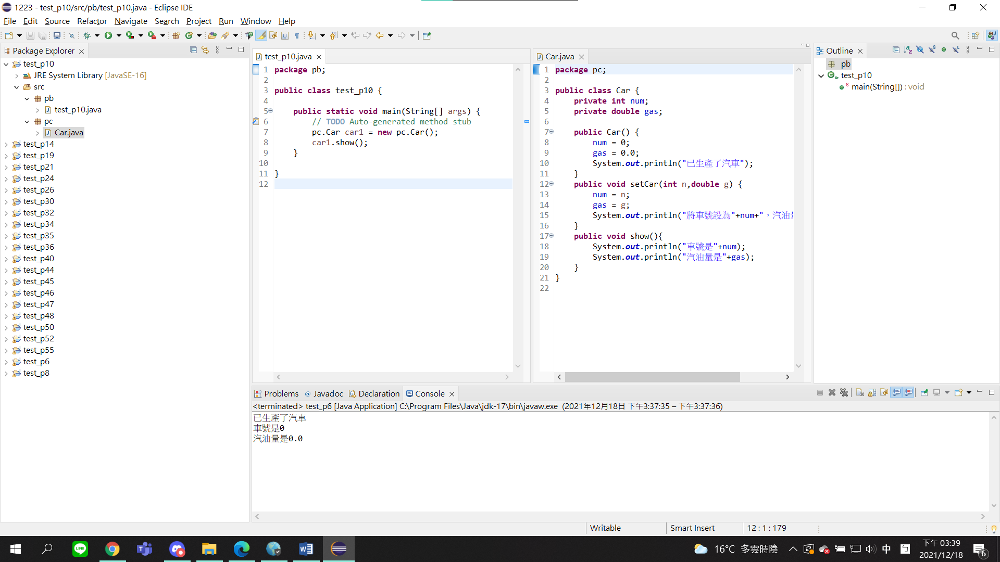 1223 - test_p10/src/pb/test_p10.java - Eclipse IDE
File Edit Source Refactor Navigate Search Project Run Window Help
Package Explorer
test_p10
JRE System Library [JavaSE-16]
src
pb
test_p10.java
pc
Car.java
test_p14
test_p19
test_p21
test_p24
test_p26
test_p30
test_p32
test_p34
test_p35
test_p36
test_p40
test_p44
test_p45
test_p46
test_p47
test_p48
test_p50
test_p52
test_p55
test_p6
test_p8
test_p10.java
1 package pb;
2
3 public class test_p10 {
4
5 public static void main(String[] args) {
6 // TODO Auto-generated method stub
7 pc.Car car1 = new pc.Car();
8 car1.show();
9 }
10
11 }
12
Car.java
1 package pc;
2
3 public class Car {
4 private int num;
5 private double gas;
6
7 public Car() {
8 num = 0;
9 gas = 0.0;
10 System.out.println("已生產了汽車");
11 }
12 public void setCar(int n,double g) {
13 num = n;
14 gas = g;
15 System.out.println("將車號設為"+num+"，汽油
16 }
17 public void show(){
18 System.out.println("車號是"+num);
19 System.out.println("汽油量是"+gas);
20 }
21 }
22
Outline
pb
test_p10
main(String[]) : void
Problems @ Javadoc Declaration Console
<terminated> test_p6 [Java Application] C:\Program Files\Java\jdk-17\bin\javaw.exe (2021年12月18日 下午3:37:35 – 下午3:37:36)
已生產了汽車
車號是0
汽油量是0.0
Writable Smart Insert 12 : 1 : 179
LINE
16°C 多雲時陰
中
下午 03:39
2021/12/18
6